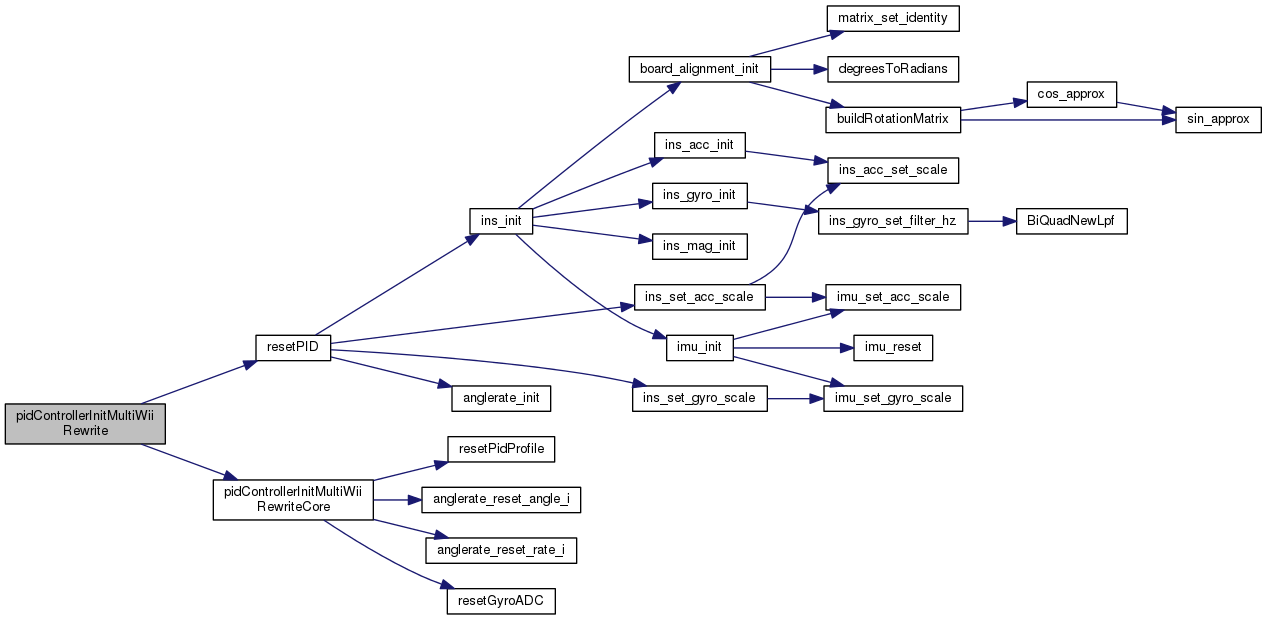 matrix_set_identity
board_alignment_init
degreesToRadians
cos_approx
buildRotationMatrix
sin_approx
ins_acc_init
ins_acc_set_scale
ins_gyro_init
ins_init
ins_gyro_set_filter_hz
BiQuadNewLpf
ins_mag_init
ins_set_acc_scale
imu_set_acc_scale
resetPID
imu_init
imu_reset
anglerate_init
ins_set_gyro_scale
imu_set_gyro_scale
pidControllerInitMultiWii
Rewrite
resetPidProfile
pidControllerInitMultiWii
RewriteCore
anglerate_reset_angle_i
anglerate_reset_rate_i
resetGyroADC